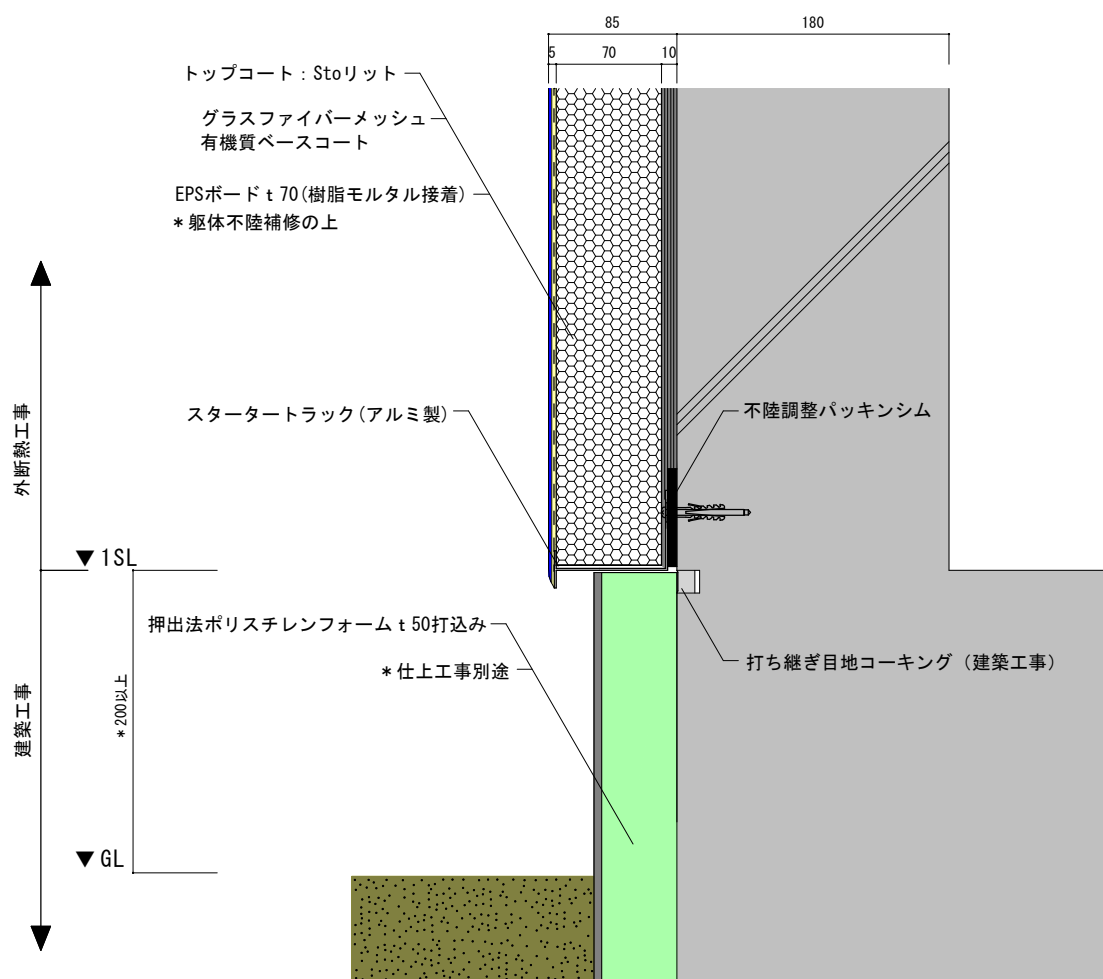 85
180
5
70
10
トップコート：Stoリット
グラスファイバーメッシュ
有機質ベースコート
EPSボードｔ70(樹脂モルタル接着)
＊躯体不陸補修の上
外断熱工事
スタータートラック(アルミ製)
不陸調整パッキンシム
▼1SL
押出法ポリスチレンフォームｔ50打込み
＊仕上工事別途
打ち継ぎ目地コーキング（建築工事）
建築工事
＊200以上
▼GL